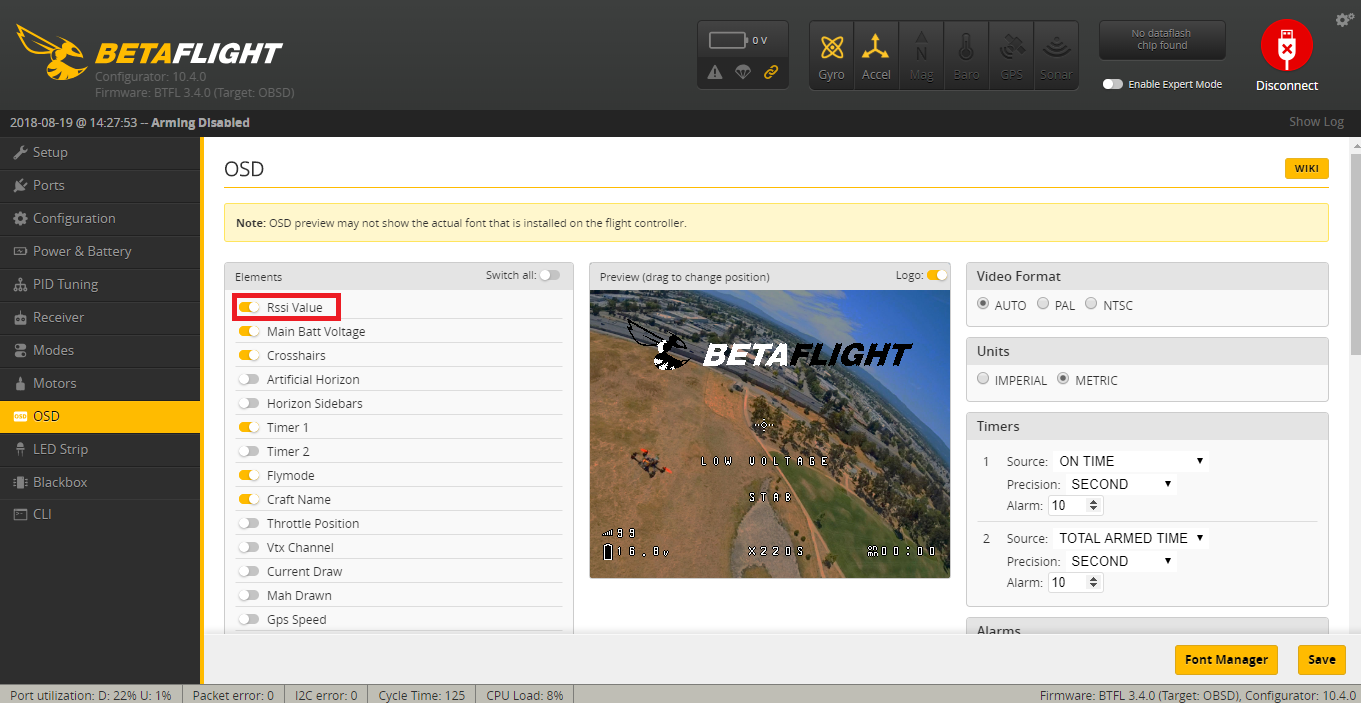 BETAFLIGHT
Configurator: 10.4.0
Firmware: BTFL 3.4.0 (Target: OBSD)
0 V
Gyro Accel Mag Baro GPS Sonar
No dataflash
chip found
Enable Expert Mode
Disconnect
2018-08-19 @ 14:27:53 -- Arming Disabled
Show Log
Setup
Ports
Configuration
Power & Battery
PID Tuning
Receiver
Modes
Motors
OSD
LED Strip
Blackbox
CLI
OSD
WIKI
Note: OSD preview may not show the actual font that is installed on the flight controller.
Elements
Switch all:
Rssi Value
Main Batt Voltage
Crosshairs
Artificial Horizon
Horizon Sidebars
Timer 1
Timer 2
Flymode
Craft Name
Throttle Position
Vtx Channel
Current Draw
Mah Drawn
Gps Speed
Preview (drag to change position)
Logo:
BETAFLIGHT
LOW VOLTAGE
STAB
99
16.8v
X220S
ON MN 00:00
Video Format
AUTO PAL NTSC
Units
IMPERIAL METRIC
Timers
1 Source: ON TIME
Precision: SECOND
Alarm: 10
2 Source: TOTAL ARMED TIME
Precision: SECOND
Alarm: 10
Alarms
Font Manager
Save
Port utilization: D: 22% U: 1%
Packet error: 0
I2C error: 0
Cycle Time: 125
CPU Load: 8%
Firmware: BTFL 3.4.0 (Target: OBSD), Configurator: 10.4.0